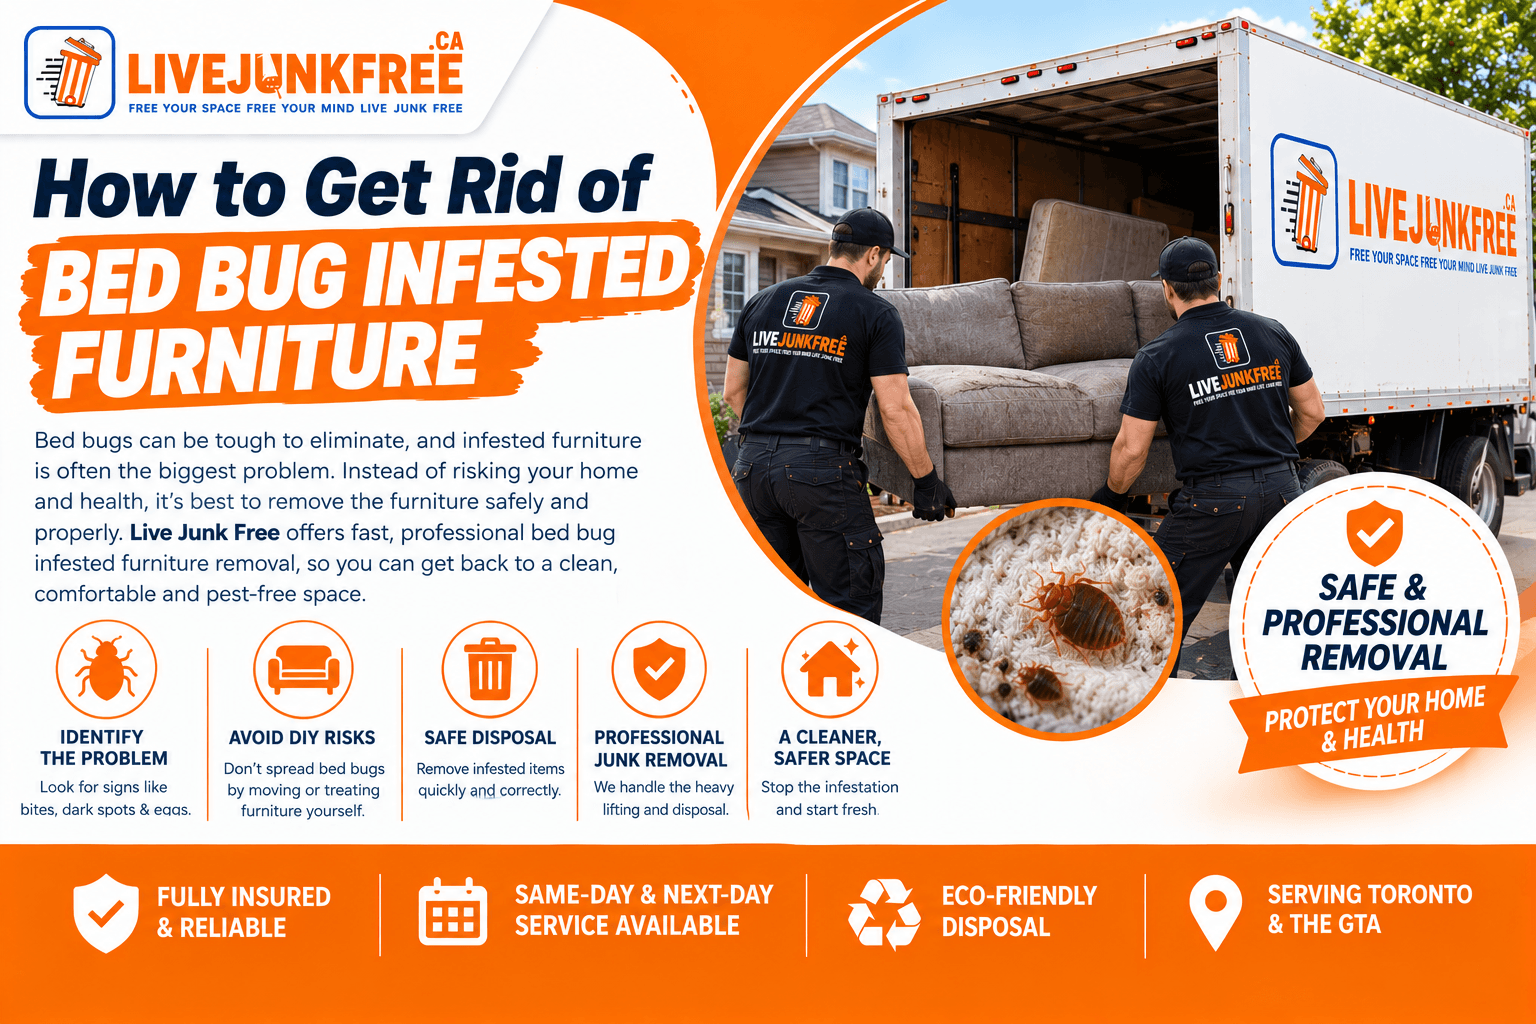 LIVEJUNKFREE.CA
FREE YOUR SPACE FREE YOUR MIND LIVE JUNK FREE
How to Get Rid of
BED BUG INFESTED
FURNITURE
Bed bugs can be tough to eliminate, and infested furniture
is often the biggest problem. Instead of risking your home
and health, it's best to remove the furniture safely and
properly. Live Junk Free offers fast, professional bed bug
infested furniture removal, so you can get back to a clean,
comfortable and pest-free space.
IDENTIFY
THE PROBLEM
Look for signs like
bites, dark spots & eggs.
AVOID DIY RISKS
Don't spread bed bugs
by moving or treating
furniture yourself.
SAFE DISPOSAL
Remove infested items
quickly and correctly.
PROFESSIONAL
JUNK REMOVAL
We handle the heavy
lifting and disposal.
A CLEANER,
SAFER SPACE
Stop the infestation
and start fresh.
LIVEJUNKFREE.CA
FREE YOUR SPACE FREE YOUR MIND LIVE JUNK FREE
LIVEJUNKFREE
LIVEJUNKFREE
SAFE &
PROFESSIONAL
REMOVAL
PROTECT YOUR HOME
& HEALTH
FULLY INSURED
& RELIABLE
SAME-DAY & NEXT-DAY
SERVICE AVAILABLE
ECO-FRIENDLY
DISPOSAL
SERVING TORONTO
& THE GTA